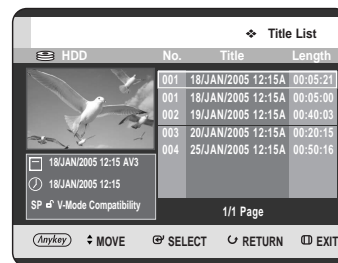 ❖ Title List
HDD No. Title Length
001 18/JAN/2005 12:15A 00:05:21
001 18/JAN/2005 12:15A 00:05:00
002 19/JAN/2005 12:15A 00:40:03
003 20/JAN/2005 12:15A 00:20:15
004 25/JAN/2005 12:15A 00:50:16
18/JAN/2005 12:15 AV3
18/JAN/2005 12:15
SP V-Mode Compatibility
1/1 Page
Anykey MOVE SELECT RETURN EXIT